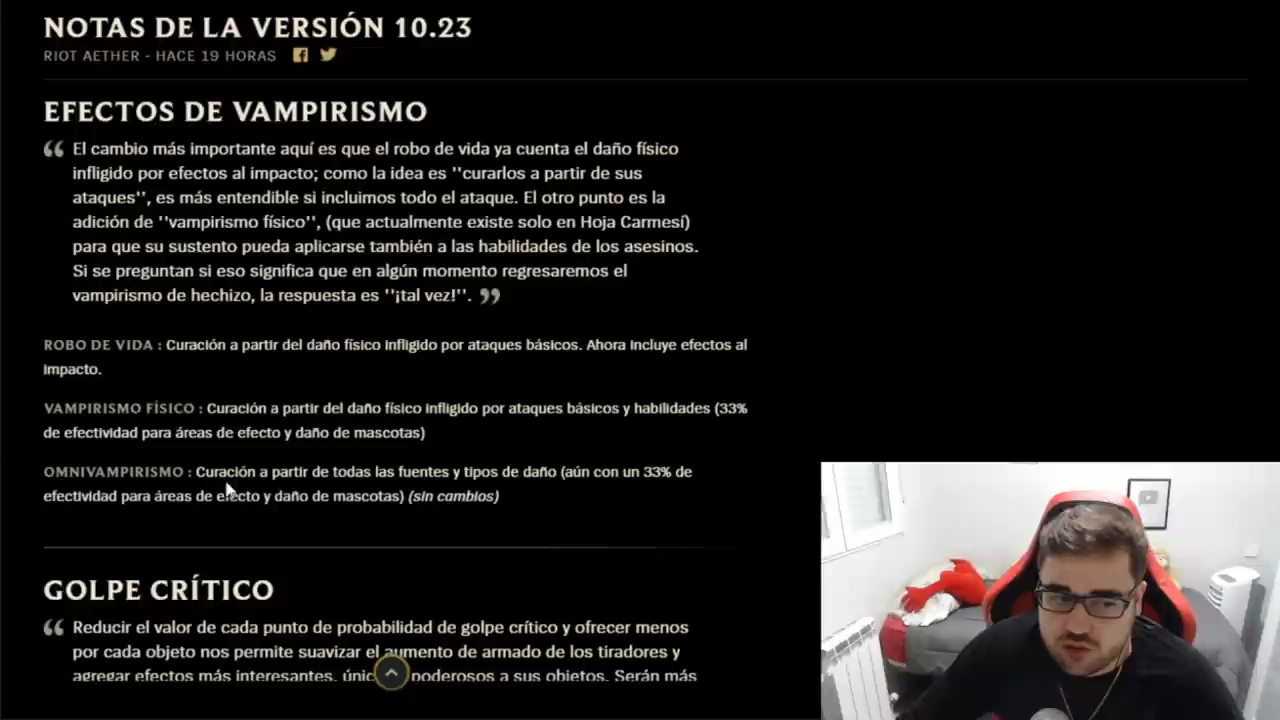 NOTAS DE LA VERSIÓN 10.23
RIOT AETHER - HACE 19 HORAS
EFECTOS DE VAMPIRISMO
El cambio más importante aquí es que el robo de vida ya cuenta el daño físico
infligido por efectos al impacto; como la idea es ''curarlos a partir de sus
ataques'', es más entendible si incluimos todo el ataque. El otro punto es la
adición de ''vampirismo físico'', (que actualmente existe solo en Hoja Carmesí)
para que su sustento pueda aplicarse también a las habilidades de los asesinos.
Si se preguntan si eso significa que en algún momento regresaremos el
vampirismo de hechizo, la respuesta es ''¡tal vez!''.
ROBO DE VIDA : Curación a partir del daño físico infligido por ataques básicos. Ahora incluye efectos al
impacto.
VAMPIRISMO FÍSICO : Curación a partir del daño físico infligido por ataques básicos y habilidades (33%
de efectividad para áreas de efecto y daño de mascotas)
OMNIVAMPIRISMO : Curación a partir de todas las fuentes y tipos de daño (aún con un 33% de
efectividad para áreas de efecto y daño de mascotas) (sin cambios)
GOLPE CRÍTICO
Reducir el valor de cada punto de probabilidad de golpe crítico y ofrecer menos
por cada objeto nos permite suavizar el aumento de armado de los tiradores y
agregar efectos más interesantes, poderosos a sus objetos. Serán más